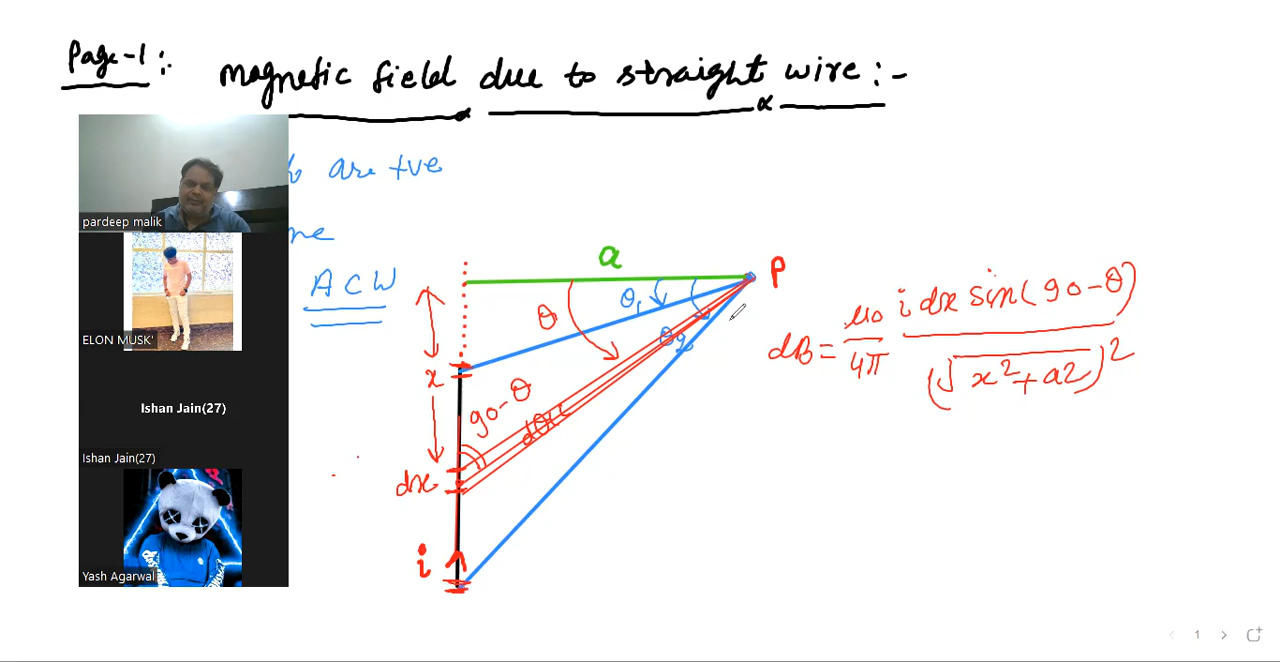 Page-1:
magnetic field due to straight wire:-
are +ve
ACW
pardeep malik
ELON MUSK'
Ishan Jain(27)
Ishan Jain(27)
Yash Agarwal
a
P
θ₁
θ
θ₂
x
90-θ
dθ
dx
i
dB = μ0/4π i dx sin(90-θ)/(√x²+a2)²
1